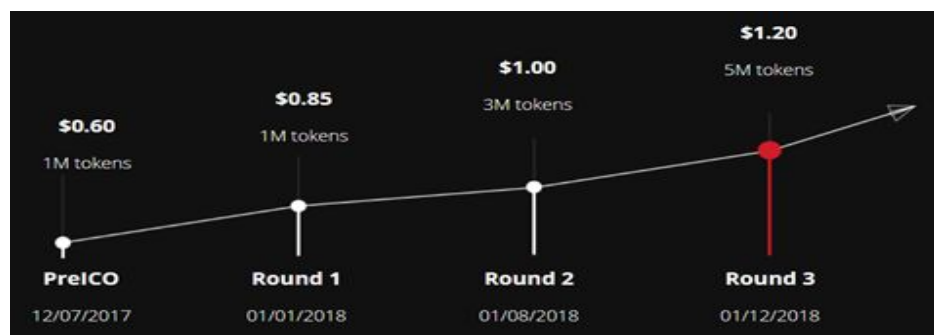 $0.60
1M tokens
PreICO
12/07/2017
$0.85
1M tokens
Round 1
01/01/2018
$1.00
3M tokens
Round 2
01/08/2018
$1.20
5M tokens
Round 3
01/12/2018